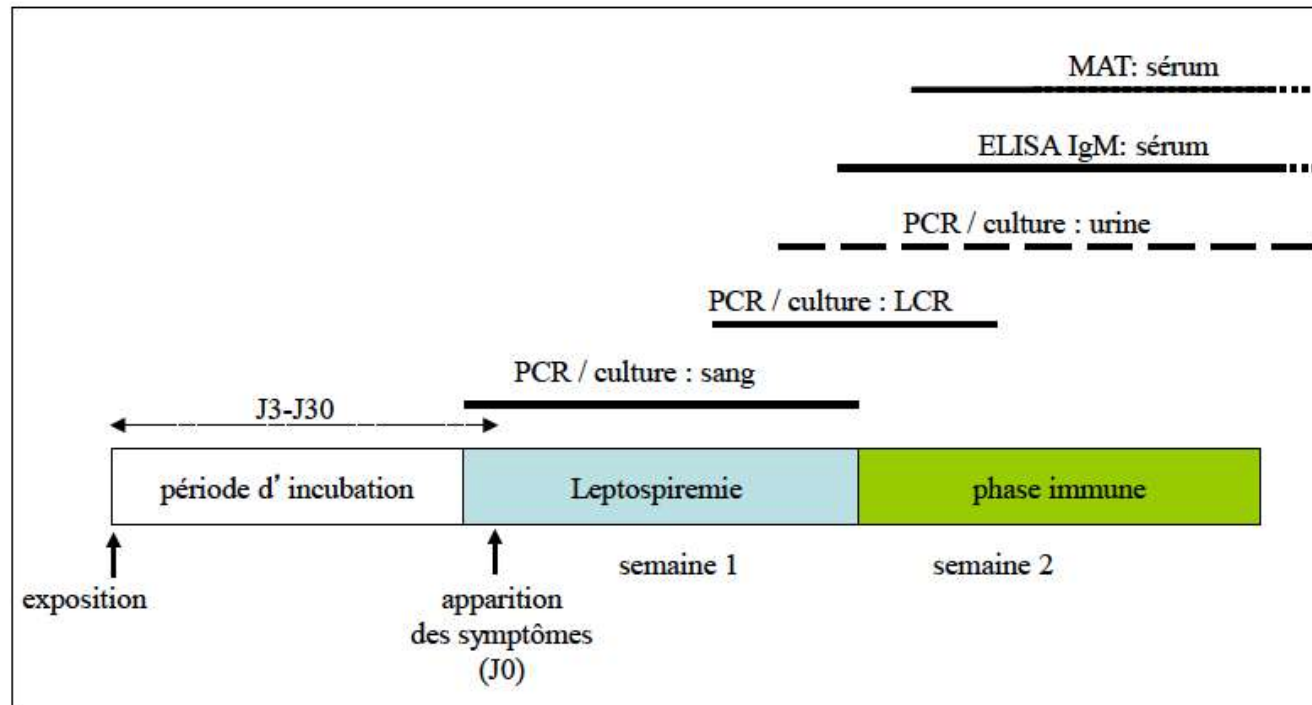 MAT: sérum
ELISA IgM: sérum
PCR / culture : urine
PCR / culture : LCR
PCR / culture : sang
J3-J30
période d’ incubation
Leptospiremie
phase immune
semaine 1
semaine 2
exposition
apparition
des symptômes
(J0)